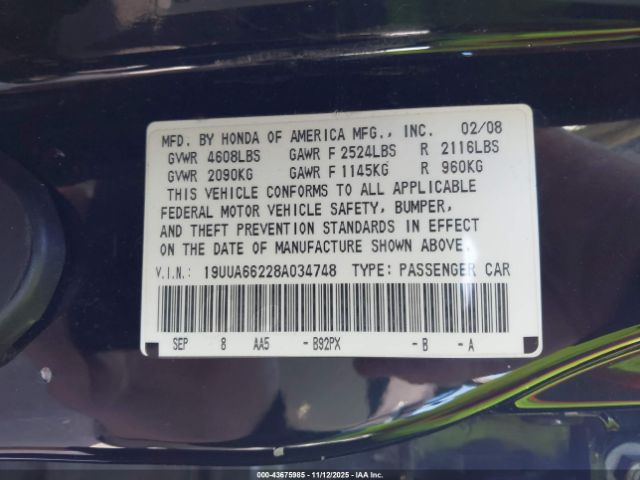 MFD. BY HONDA OF AMERICA MFG., INC. 02/08
GVWR 4608LBS GAWR F 2524LBS R 2116LBS
GVWR 2090KG GAWR F 1145KG R 960KG
THIS VEHICLE CONFORMS TO ALL APPLICABLE
FEDERAL MOTOR VEHICLE SAFETY, BUMPER,
AND THEFT PREVENTION STANDARDS IN EFFECT
ON THE DATE OF MANUFACTURE SHOWN ABOVE.
V.I.N: 19UUA66228A034748 TYPE: PASSENGER CAR
SEP 8 AA5 -B92PX -B -A
000-43675985 - 11/12/2025 - IAA Inc.